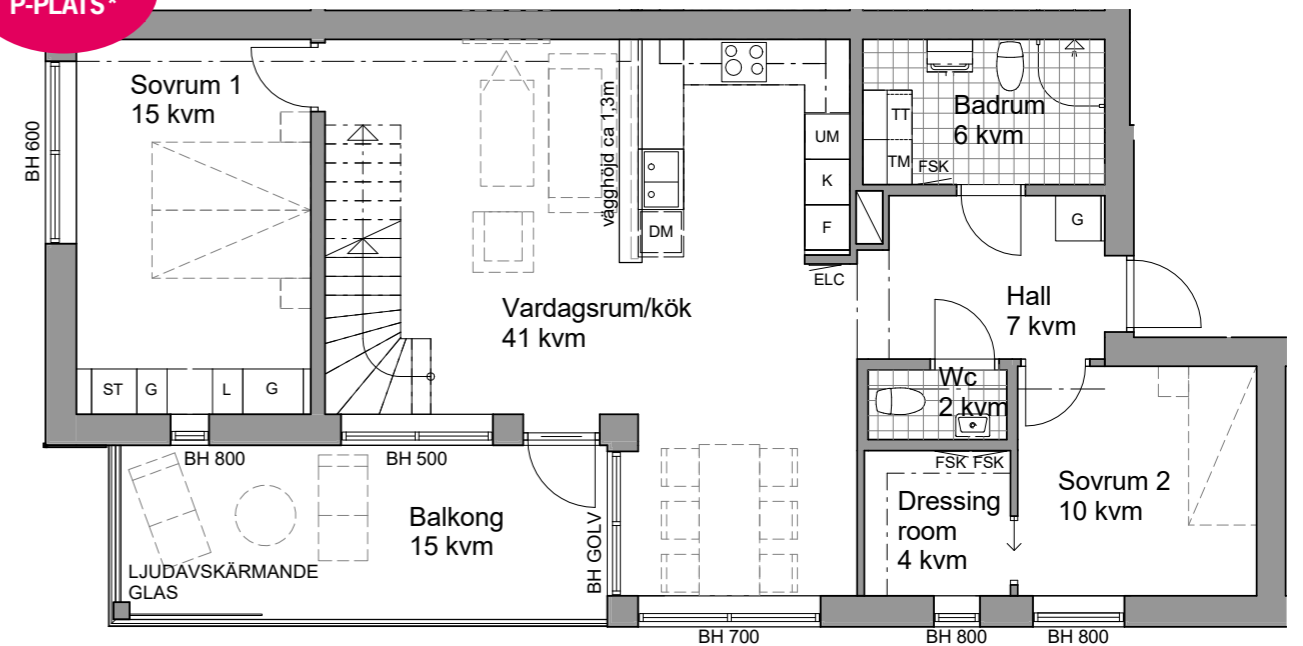 P-PLATS*
Sovrum 1
15 kvm
BH 600
vägghöjd ca 1,3m
DM
UM
K
F
ELC
TT
TM
Badrum
6 kvm
FSK
G
Hall
7 kvm
Vardagsrum/kök
41 kvm
ST
G
L
G
Wc
2 kvm
BH 800
BH 500
FSK
FSK
Sovrum 2
10 kvm
Dressing
room
4 kvm
Balkong
15 kvm
BH GOLV
LJUDAVSKÄRMANDE
GLAS
BH 700
BH 800
BH 800